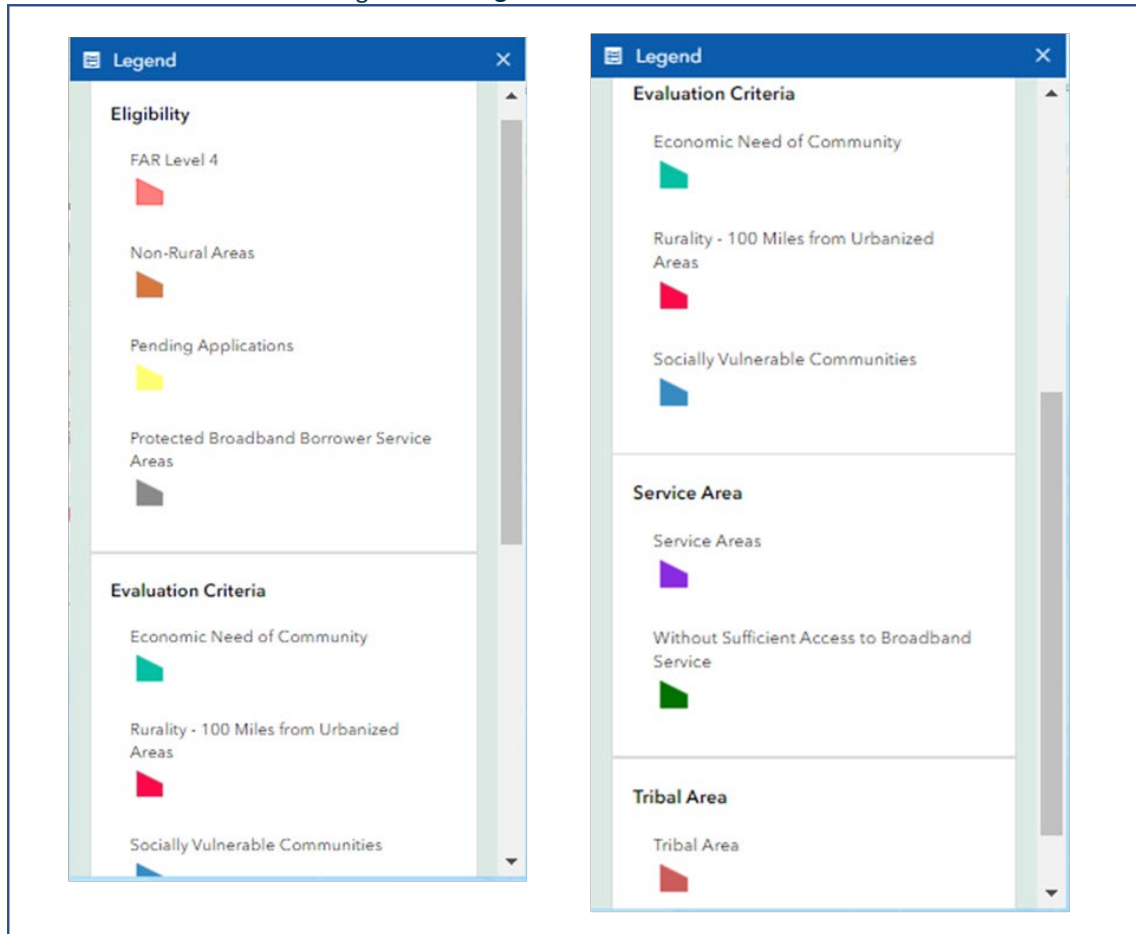 Legend
Eligibility
FAR Level 4
Non-Rural Areas
Pending Applications
Protected Broadband Borrower Service
Areas
Evaluation Criteria
Economic Need of Community
Rurality - 100 Miles from Urbanized
Areas
Socially Vulnerable Communities
Legend
Evaluation Criteria
Economic Need of Community
Rurality - 100 Miles from Urbanized
Areas
Socially Vulnerable Communities
Service Area
Service Areas
Without Sufficient Access to Broadband
Service
Tribal Area
Tribal Area